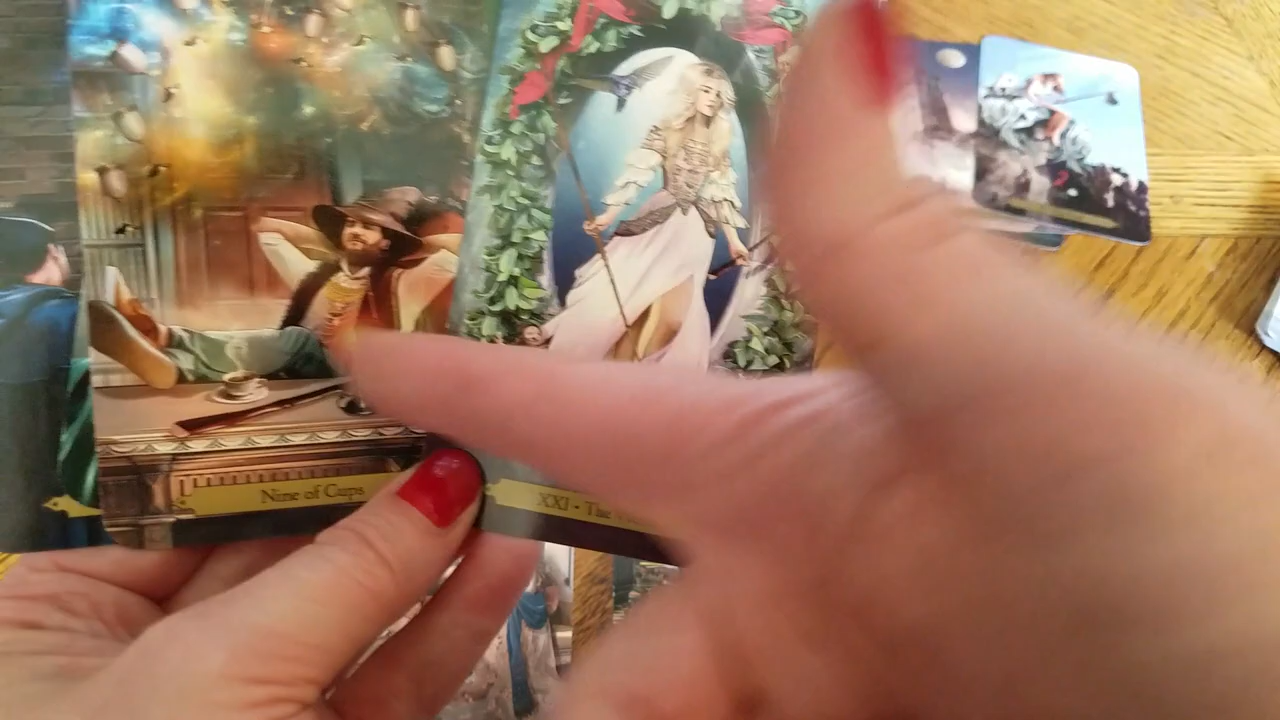 Nine of Cups
XXI - The